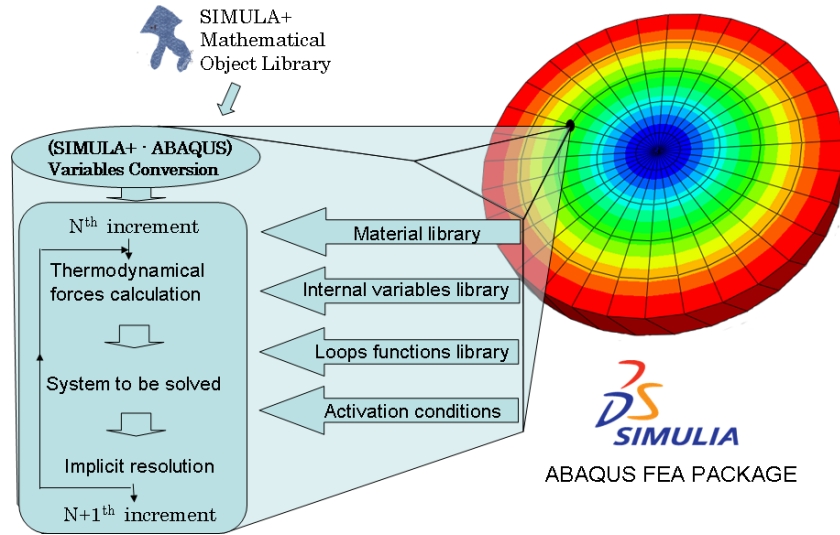 SIMULA+
Mathematical
Object Library
(SIMULA+ · ABAQUS)
Variables Conversion
Nth increment
Thermodynamical
forces calculation
System to be solved
Implicit resolution
N+1th increment
Material library
Internal variables library
Loops functions library
Activation conditions
SIMULIA
ABAQUS FEA PACKAGE